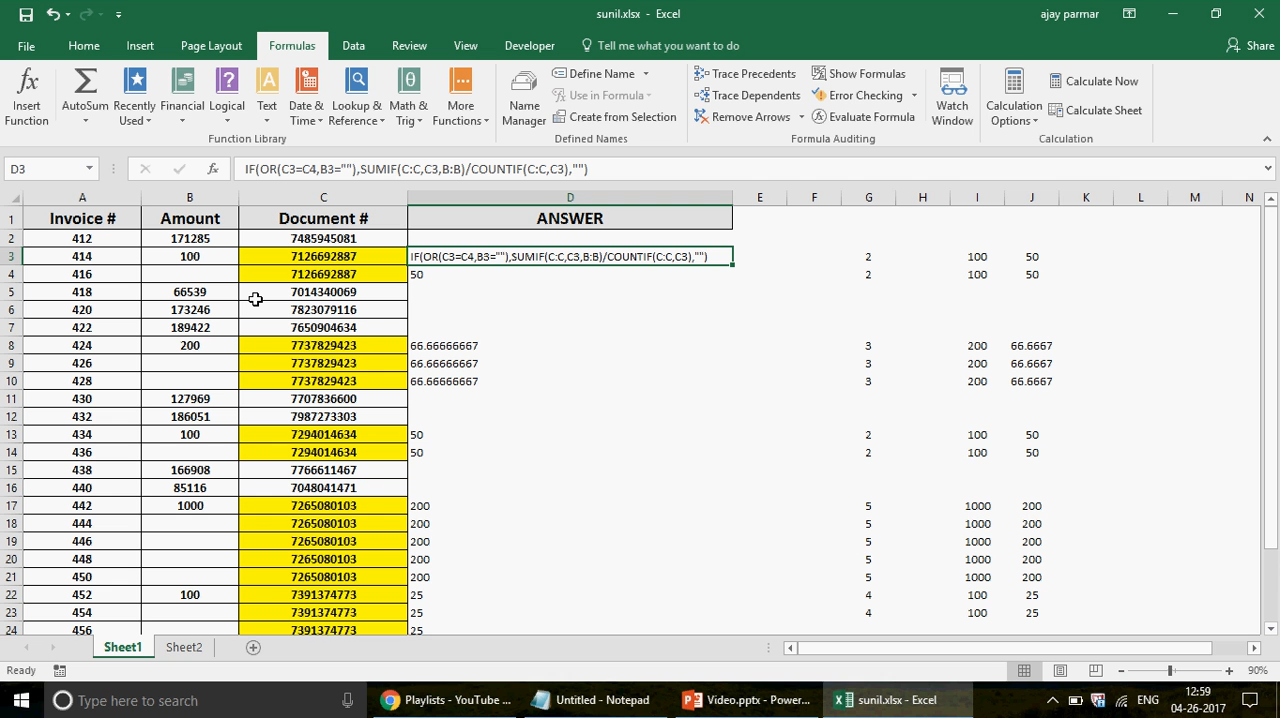 sunil.xlsx - Excel
ajay parmar
File Home Insert Page Layout Formulas Data Review View Developer Tell me what you want to do Share
Insert Function
AutoSum
Recently Used
Financial
Logical
Text
Date & Time
Lookup & Reference
Math & Trig
More Functions
Function Library
Name Manager
Define Name
Use in Formula
Create from Selection
Defined Names
Trace Precedents
Trace Dependents
Remove Arrows
Show Formulas
Error Checking
Evaluate Formula
Formula Auditing
Watch Window
Calculation Options
Calculate Now
Calculate Sheet
Calculation
D3 fx IF(OR(C3=C4,B3=""),SUMIF(C:C,C3,B:B)/COUNTIF(C:C,C3),"")
A B C D E F G H I J K L M N
1 Invoice # Amount Document # ANSWER
2 412 171285 7485945081
3 414 100 7126692887 IF(OR(C3=C4,B3=""),SUMIF(C:C,C3,B:B)/COUNTIF(C:C,C3),"") 2 100 50
4 416 7126692887 50 2 100 50
5 418 66539 7014340069
6 420 173246 7823079116
7 422 189422 7650904634
8 424 200 7737829423 66.66666667 3 200 66.6667
9 426 7737829423 66.66666667 3 200 66.6667
10 428 7737829423 66.66666667 3 200 66.6667
11 430 127969 7707836600
12 432 186051 7987273303
13 434 100 7294014634 50 2 100 50
14 436 7294014634 50 2 100 50
15 438 166908 7766611467
16 440 85116 7048041471
17 442 1000 7265080103 200 5 1000 200
18 444 7265080103 200 5 1000 200
19 446 7265080103 200 5 1000 200
20 448 7265080103 200 5 1000 200
21 450 7265080103 200 5 1000 200
22 452 100 7391374773 25 4 100 25
23 454 7391374773 25 4 100 25
24 456 7391374773 25
Sheet1 Sheet2
Ready 90%
Type here to search
Playlists - YouTube ...
Untitled - Notepad
Video.pptx - Power...
sunil.xlsx - Excel
ENG
12:59
04-26-2017